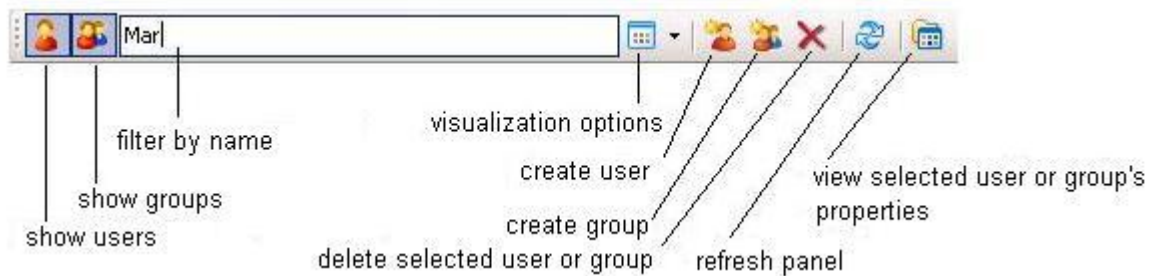 Mar
visualization options
filter by name
create user
view selected user or group's
properties
show groups
create group
show users
delete selected user or group
refresh panel